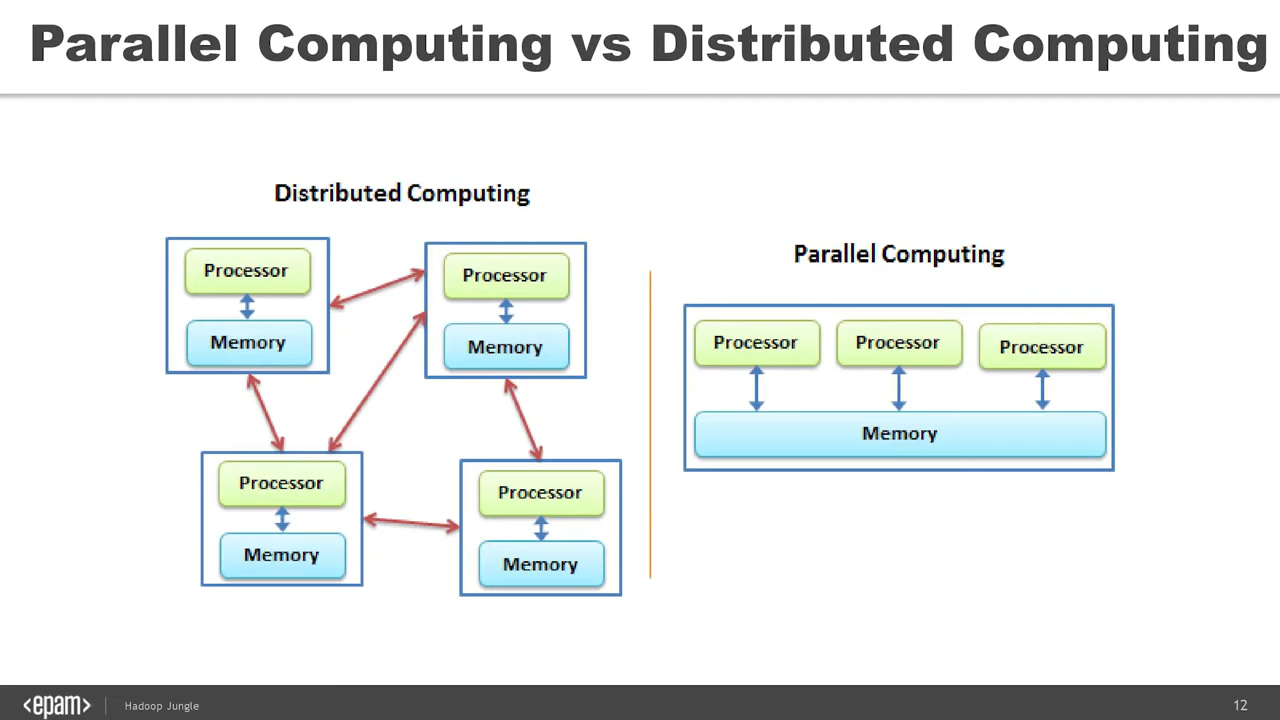 Parallel Computing vs Distributed Computing
Distributed Computing
Processor
Memory
Processor
Memory
Processor
Memory
Processor
Memory
Parallel Computing
Processor
Processor
Processor
Memory
<epam>
Hadoop Jungle
12